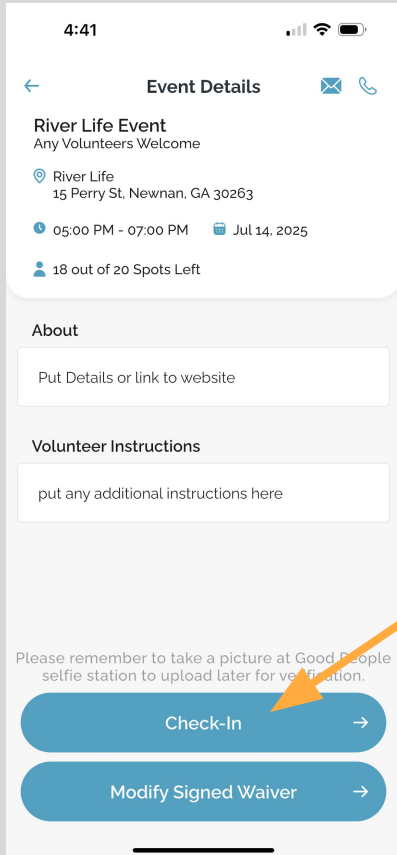 4:41
Event Details
River Life Event
Any Volunteers Welcome
River Life
15 Perry St, Newnan, GA 30263
05:00 PM - 07:00 PM Jul 14, 2025
18 out of 20 Spots Left
About
Put Details or link to website
Volunteer Instructions
put any additional instructions here
Please remember to take a picture at Good People
selfie station to upload later for verification.
Check-In
Modify Signed Waiver